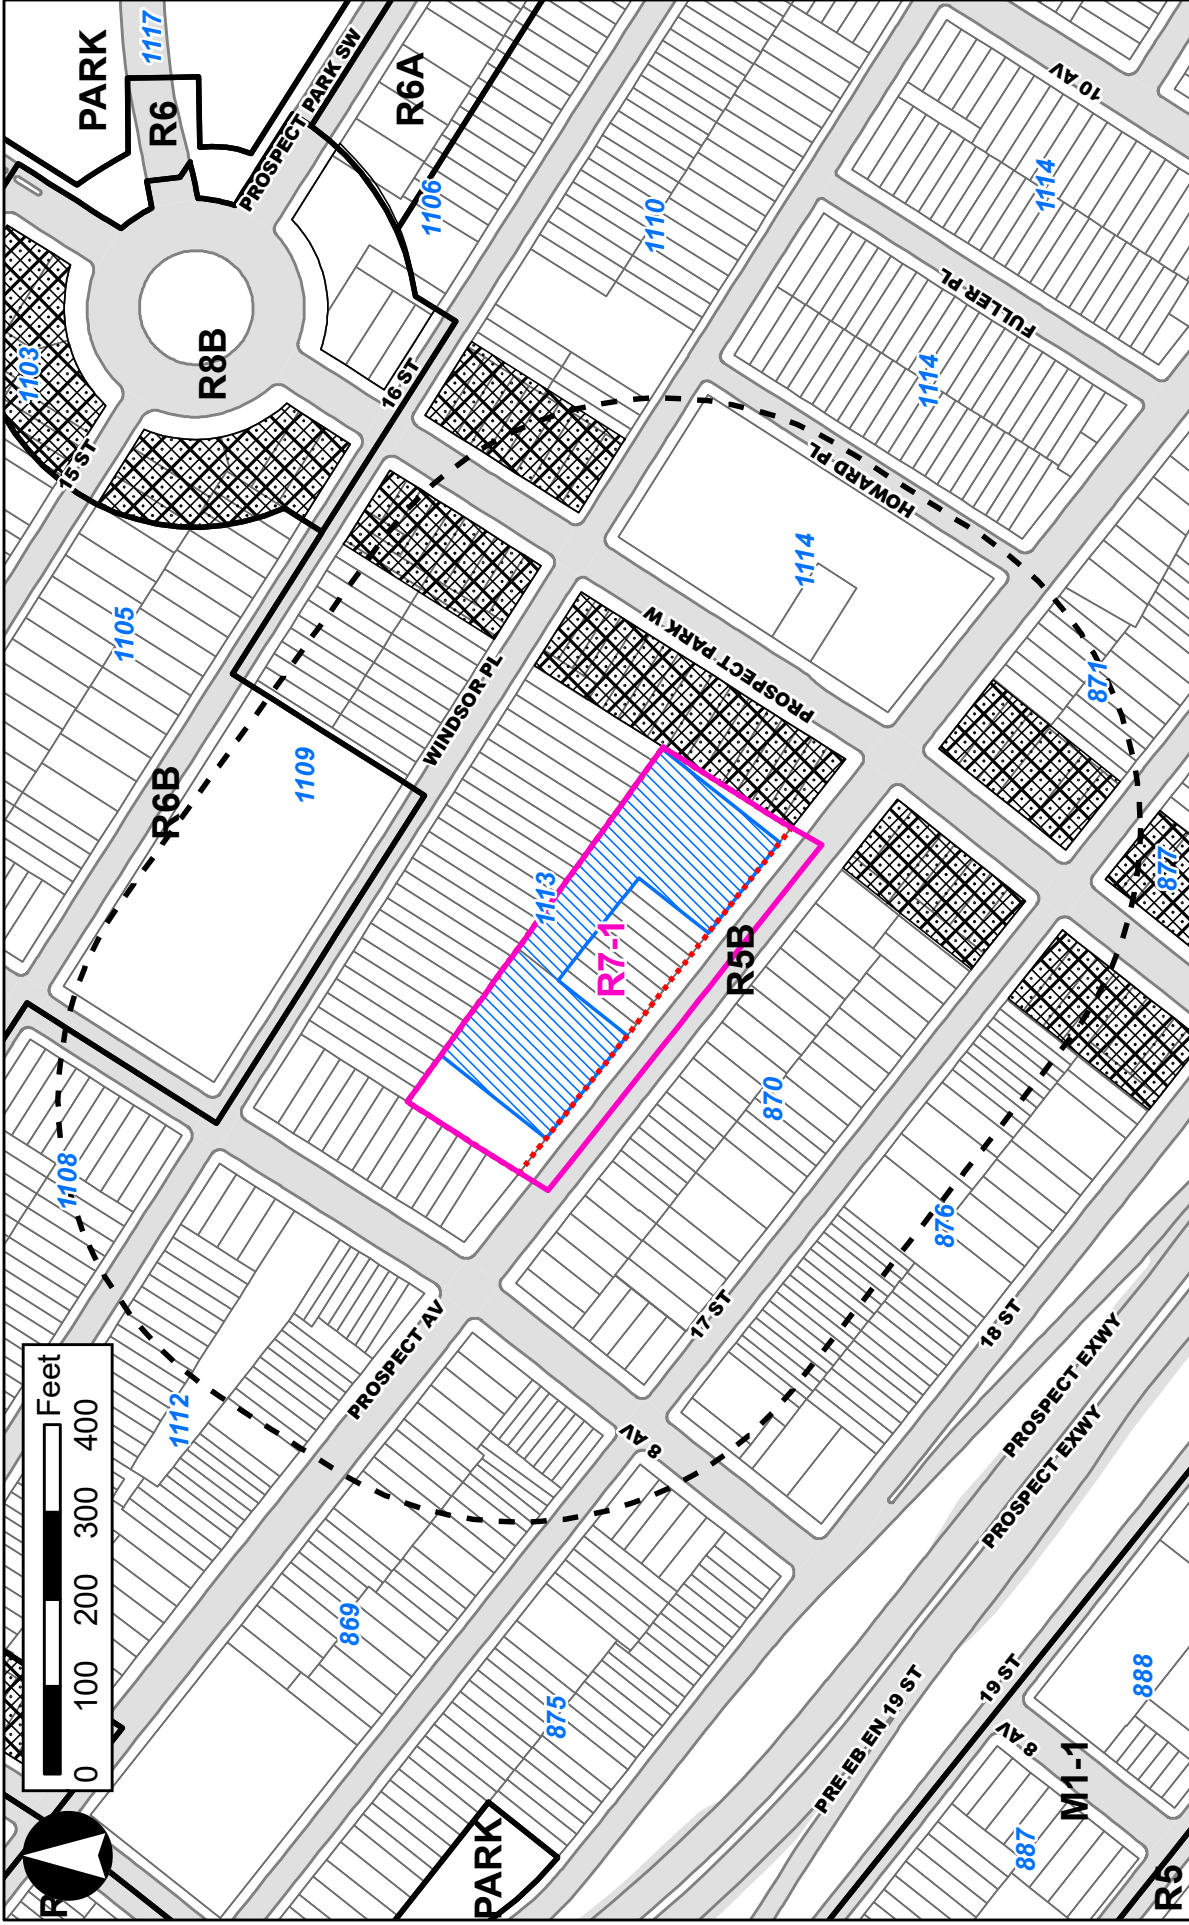 PARK
1117
R6
PROSPECT PARK SW
R6A
1106
10 AV
1114
1110
FULLER PL
1114
1103
R8B
16 ST
15 ST
HOWARD PL
1114
1105
PROSPECT PARK W
WINDSOR PL
871
1109
R6B
877
1113
R7-1
R5B
870
1108
876
17 ST
18 ST
PROSPECT AV
PROSPECT EXWY
PROSPECT EXWY
1112
8 AV
869
875
PRE EB EN 19 ST
19 ST
8 AV
888
M1-1
887
PARK
R5
R
0 100 200 300 400 Feet